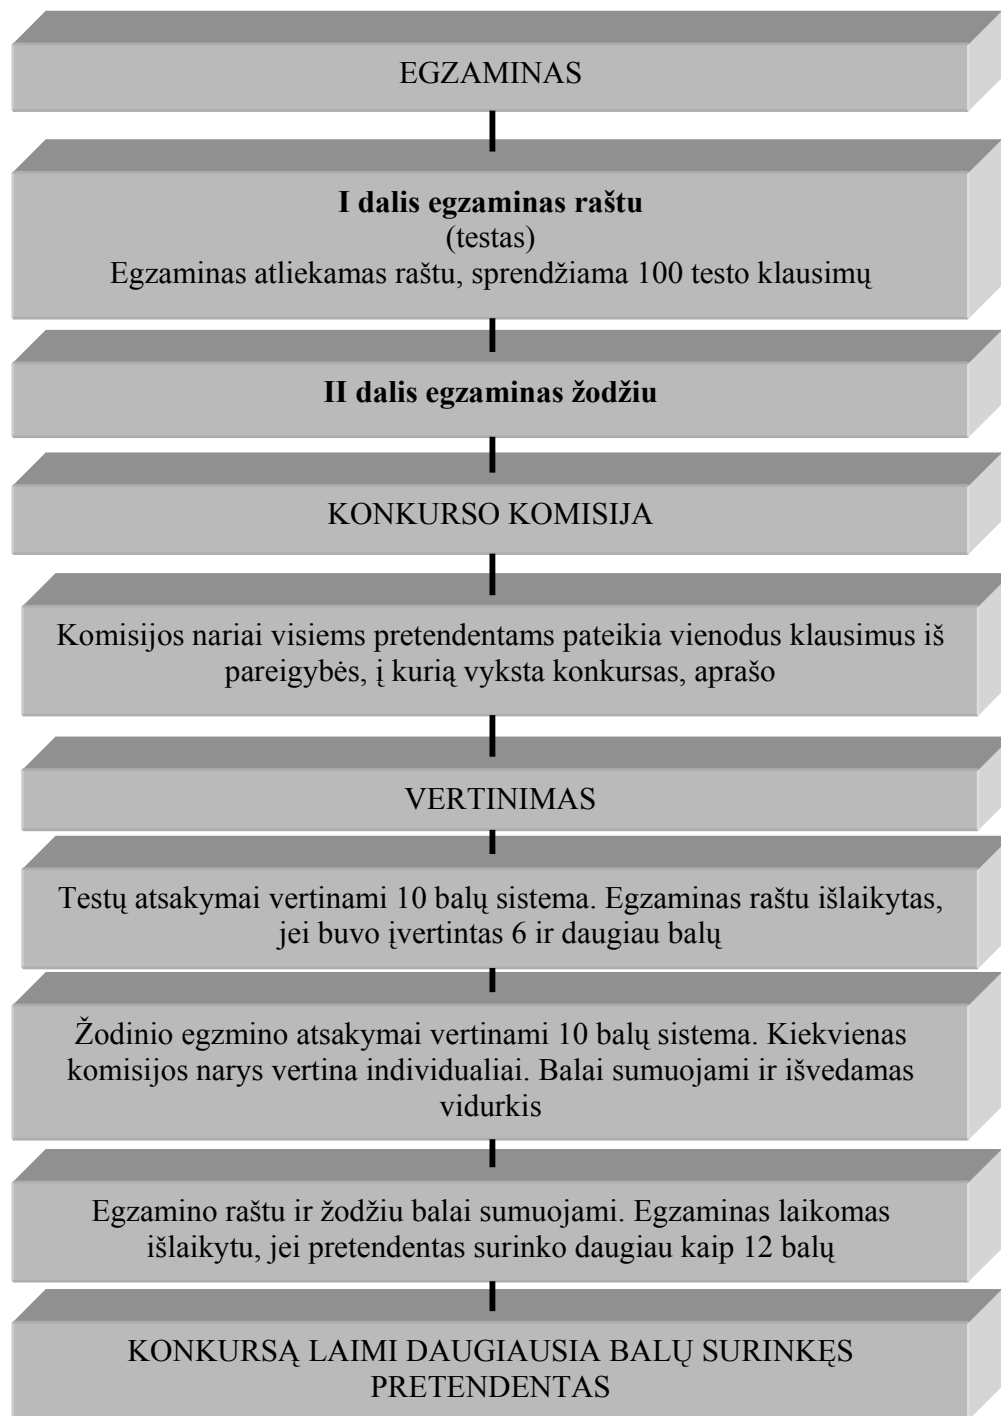 EGZAMINAS
I dalis egzaminas raštu
(testas)
Egzaminas atliekamas raštu, sprendžiama 100 testo klausimų
II dalis egzaminas žodžiu
KONKURSO KOMISIJA
Komisijos nariai visiems pretendentams pateikia vienodus klausimus iš
pareigybės, į kurią vyksta konkursas, aprašo
VERTINIMAS
Testų atsakymai vertinami 10 balų sistema. Egzaminas raštu išlaikytas,
jei buvo įvertintas 6 ir daugiau balų
Žodinio egzmino atsakymai vertinami 10 balų sistema. Kiekvienas
komisijos narys vertina individualiai. Balai sumuojami ir išvedamas
vidurkis
Egzamino raštu ir žodžiu balai sumuojami. Egzaminas laikomas
išlaikytu, jei pretendentas surinko daugiau kaip 12 balų
KONKURSĄ LAIMI DAUGIAUSIA BALŲ SURINKĘS
PRETENDENTAS